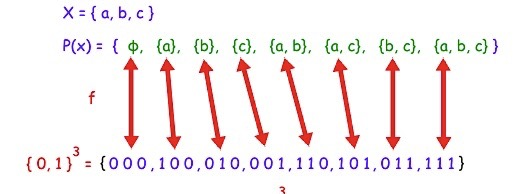 X = { a, b, c }
P(x) = { Φ, {a}, {b}, {c}, {a, b}, {a, c}, {b, c}, {a, b, c} }
f
{ 0, 1 }³ = { 0 0 0 , 1 0 0 , 0 1 0 , 0 0 1 , 1 1 0 , 1 0 1 , 0 1 1 , 1 1 1 }
3